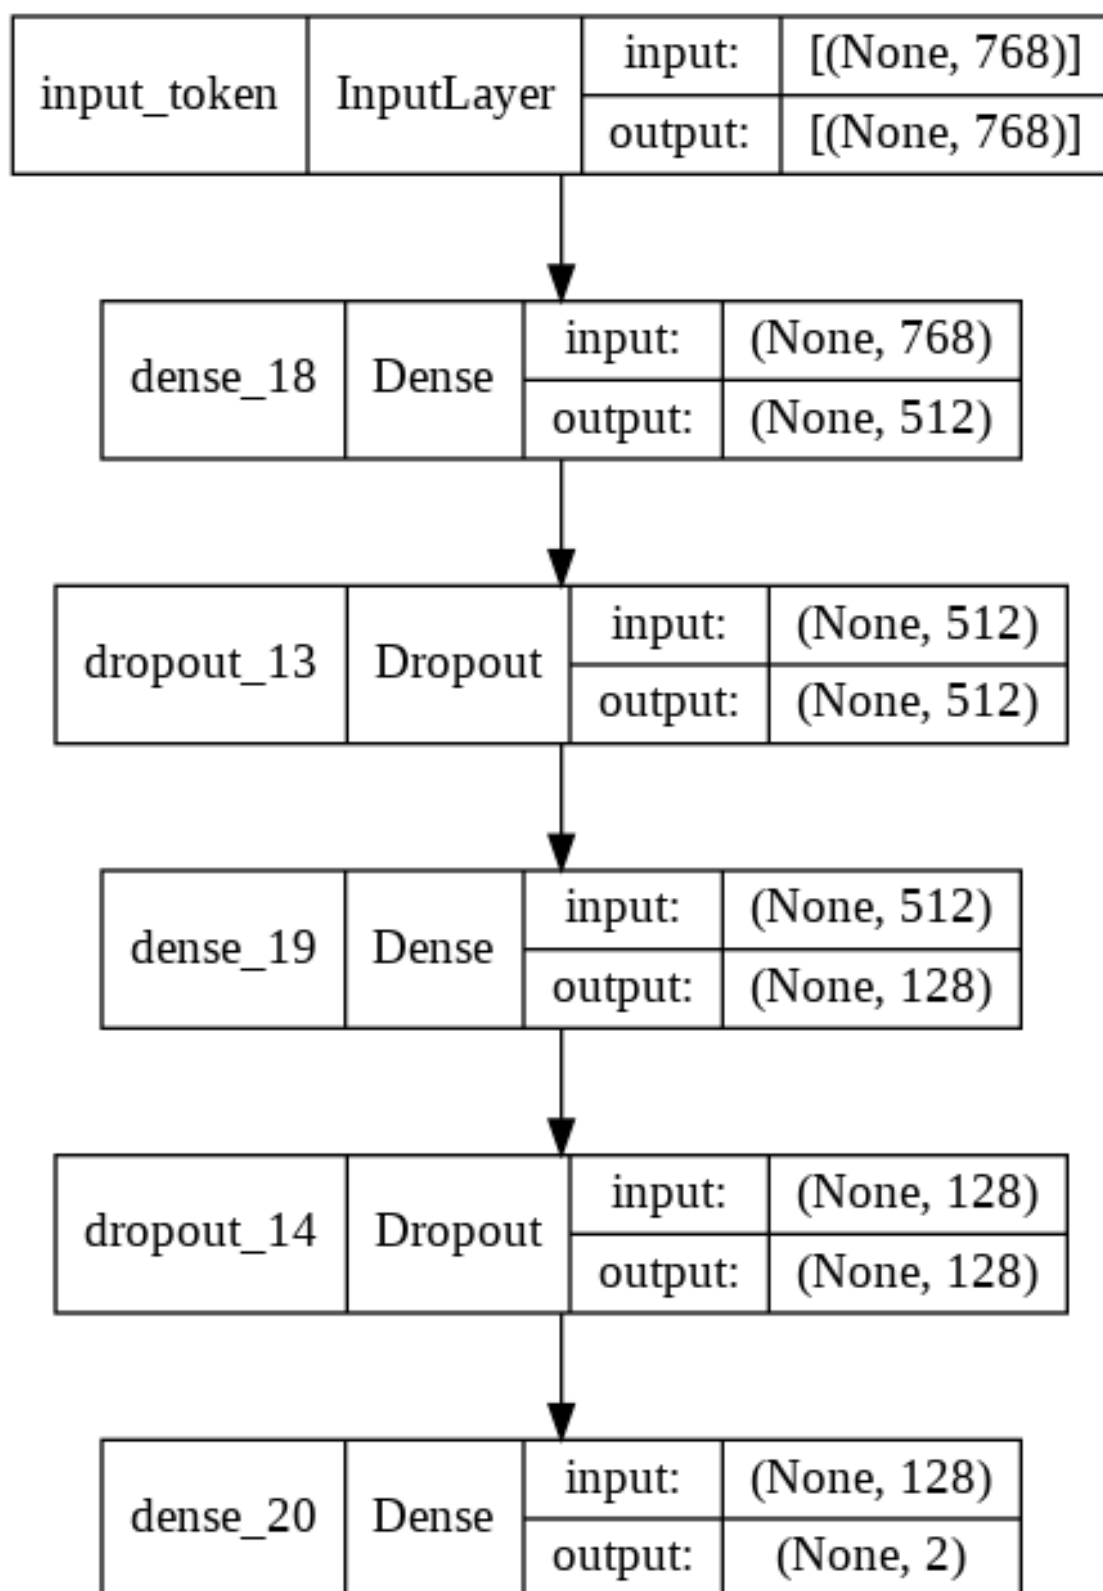 input_token InputLayer input: [(None, 768)]
output: [(None, 768)]
dense_18 Dense input: (None, 768)
output: (None, 512)
dropout_13 Dropout input: (None, 512)
output: (None, 512)
dense_19 Dense input: (None, 512)
output: (None, 128)
dropout_14 Dropout input: (None, 128)
output: (None, 128)
dense_20 Dense input: (None, 128)
output: (None, 2)